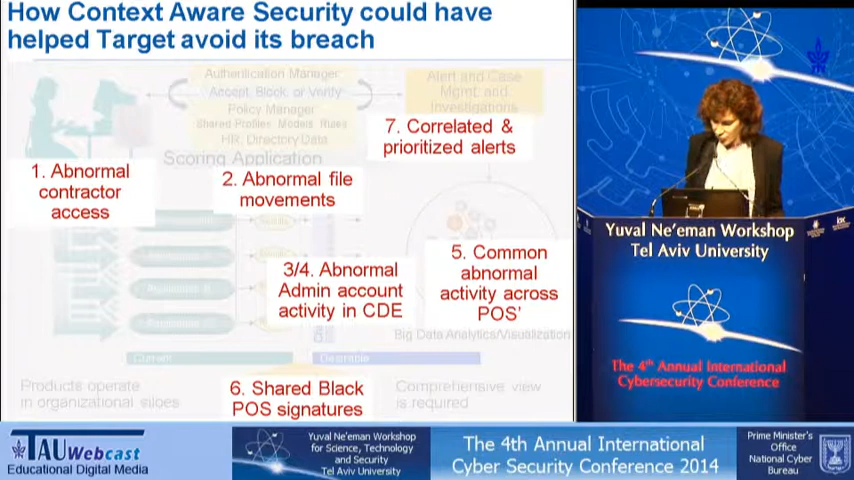 How Context Aware Security could have
helped Target avoid its breach
Authentication Manager
Accept, Block, or Verify
Policy Manager
Shared Profiles, Models, Rules
HR, Directory Data
Scoring Application
Alert and Case
Mgmt and
Investigations
7. Correlated &
prioritized alerts
1. Abnormal
contractor
access
2. Abnormal file
movements
3/4. Abnormal
Admin account
activity in CDE
5. Common
abnormal
activity across
POS'
Big Data Analytics/Visualization
Current
Desirable
Products operate
in organizational siloes
6. Shared Black
POS signatures
Comprehensive view
is required
Yuval Ne'eman Workshop
Tel Aviv University
The 4th Annual International
Cybersecurity Conference
TAU Webcast
Educational Digital Media
Yuval Ne'eman Workshop
for Science, Technology
and Security
Tel Aviv University
The 4th Annual International
Cyber Security Conference 2014
Prime Minister's
Office
National Cyber
Bureau